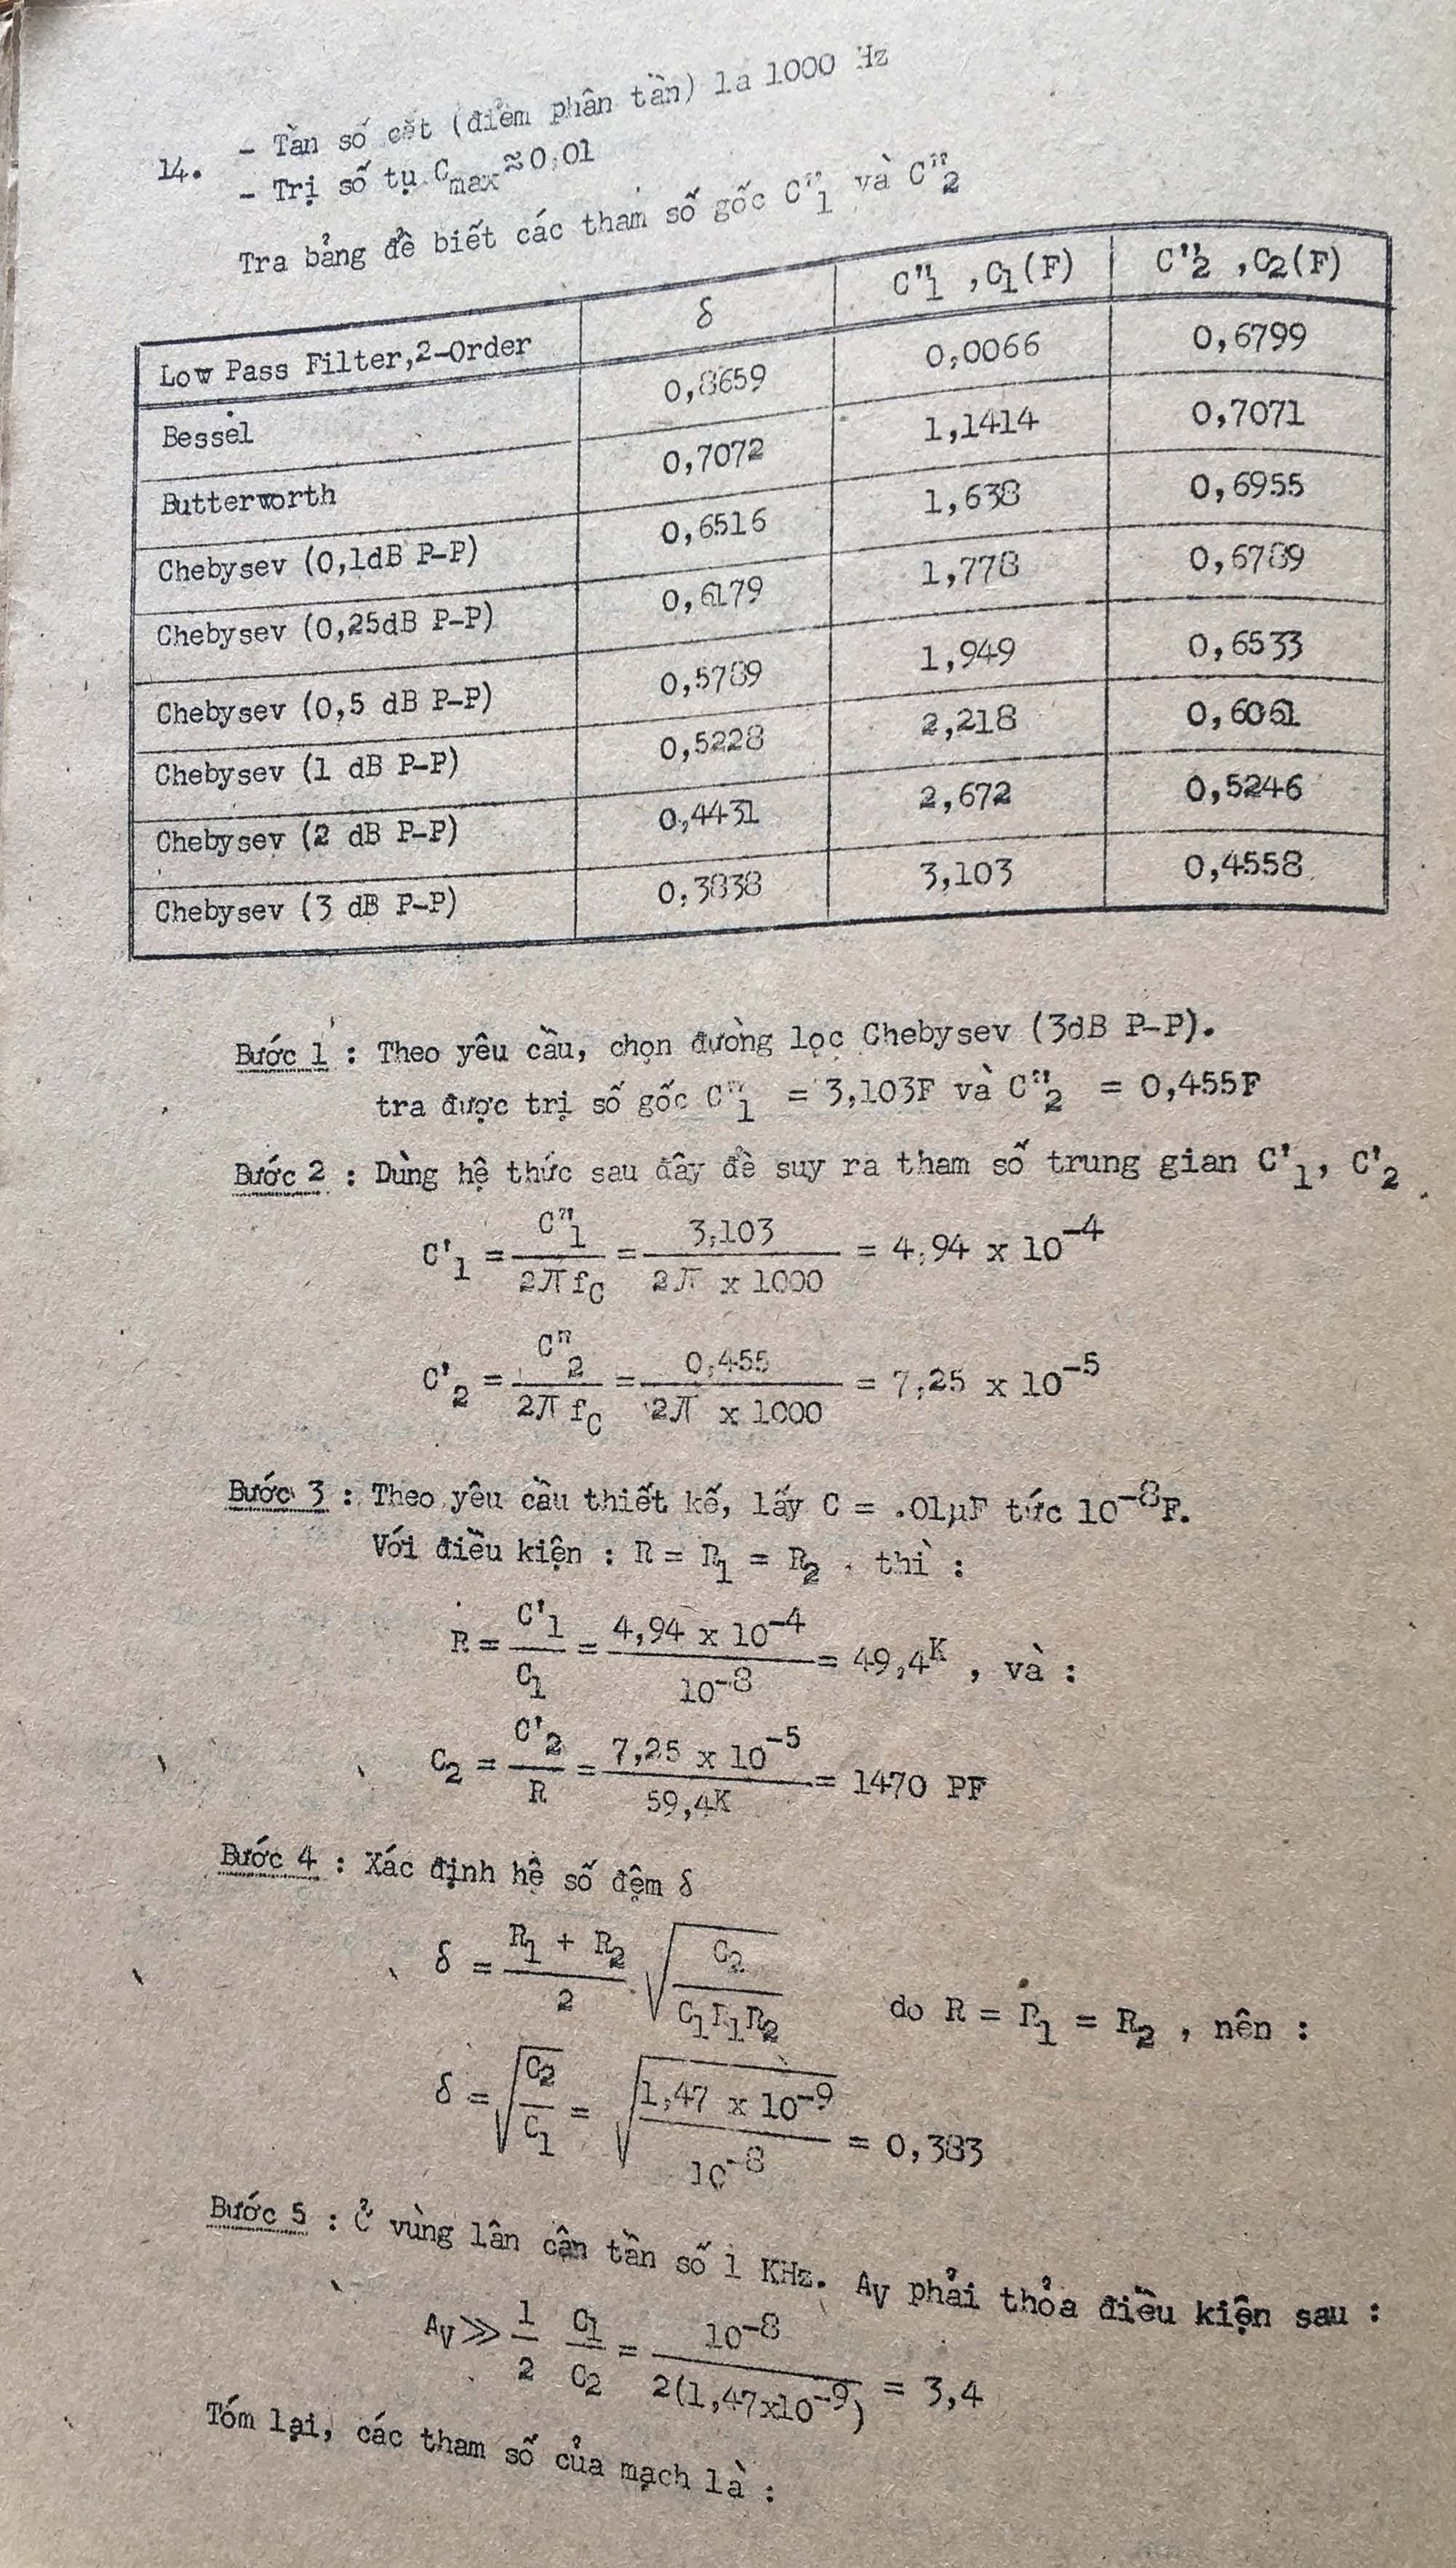 14.
- Tần số cắt (điểm phân tần) là 1000 Hz
- Trị số tụ Cmax ≈ 0,01
Tra bảng để biết các tham số gốc C"1 và C"2
Low Pass Filter,2-Order δ C"1 ,C1(F) C"2 ,C2(F)
Bessel 0,8659 0,0066 0,6799
Butterworth 0,7072 1,1414 0,7071
Chebysev (0,1dB P-P) 0,6516 1,638 0,6955
Chebysev (0,25dB P-P) 0,6179 1,778 0,6789
Chebysev (0,5 dB P-P) 0,5789 1,949 0,6533
Chebysev (1 dB P-P) 0,5228 2,218 0,6061
Chebysev (2 dB P-P) 0,4431 2,672 0,5246
Chebysev (3 dB P-P) 0,3838 3,103 0,4558
Bước 1 : Theo yêu cầu, chọn đường lọc Chebysev (3dB P-P).
tra được trị số gốc C"1 = 3,103F và C"2 = 0,455F
Bước 2 : Dùng hệ thức sau đây để suy ra tham số trung gian C'1, C'2
C'1 = C"1 / 2π fC = 3,103 / 2π x 1000 = 4,94 x 10^-4
C'2 = C"2 / 2π fC = 0,455 / 2π x 1000 = 7,25 x 10^-5
Bước 3 : Theo yêu cầu thiết kế, lấy C = .01µF tức 10^-8F.
Với điều kiện : R = R1 = R2 . thì :
R = C'1 / C1 = 4,94 x 10^-4 / 10^-8 = 49,4K , và :
C2 = C'2 / R = 7,25 x 10^-5 / 59,4K = 1470 PF
Bước 4 : Xác định hệ số đệm δ
δ = R1 + R2 / 2 √ C2 / C1R1R2 do R = R1 = R2 , nên :
δ = √ C2 / C1 = √ 1,47 x 10^-9 / 10^-8 = 0,383
Bước 5 : Ở vùng lân cận tần số 1 KHz. AV phải thỏa điều kiện sau :
AV >> 1 / 2 C1 / C2 = 10^-8 / 2(1,47x10^-9) = 3,4
Tóm lại, các tham số của mạch là :